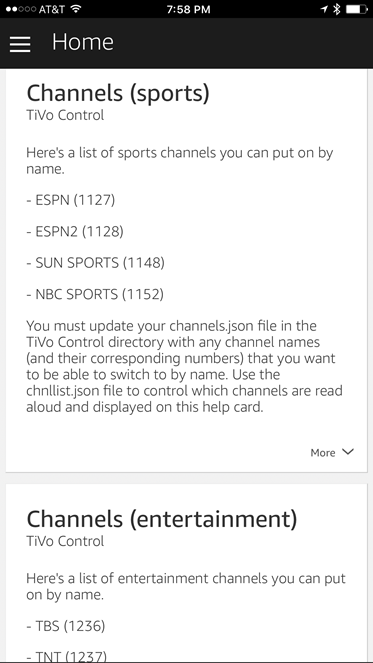 AT&T 7:58 PM
Home
Channels (sports)
TiVo Control
Here's a list of sports channels you can put on by
name.
- ESPN (1127)
- ESPN2 (1128)
- SUN SPORTS (1148)
- NBC SPORTS (1152)
You must update your channels.json file in the
TiVo Control directory with any channel names
(and their corresponding numbers) that you want
to be able to switch to by name. Use the
chnllist.json file to control which channels are read
aloud and displayed on this help card.
More
Channels (entertainment)
TiVo Control
Here's a list of entertainment channels you can put
on by name.
- TBS (1236)
- TNT (1237)